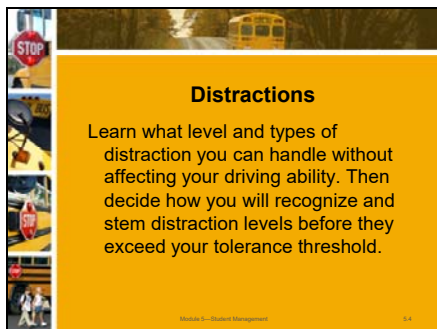 STOP
BUS
STOP
Distractions
Learn what level and types of
distraction you can handle without
affecting your driving ability. Then
decide how you will recognize and
stem distraction levels before they
exceed your tolerance threshold.
Module 5—Student Management
5.4